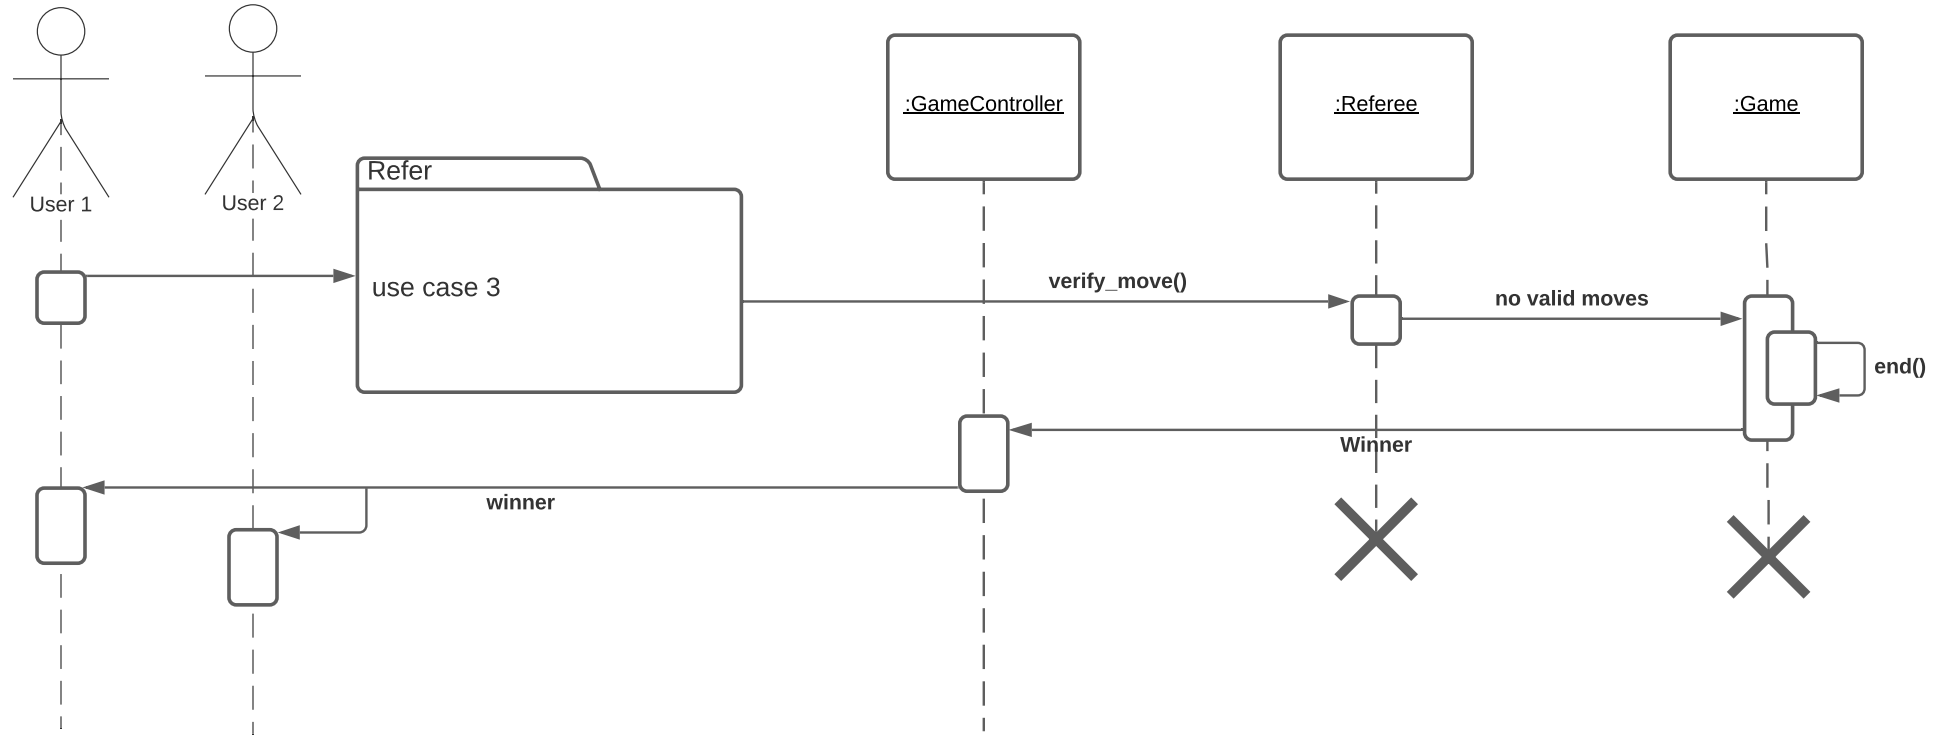 :GameController
:Referee
:Game
Refer
User 1
User 2
use case 3
verify_move()
no valid moves
end()
Winner
winner